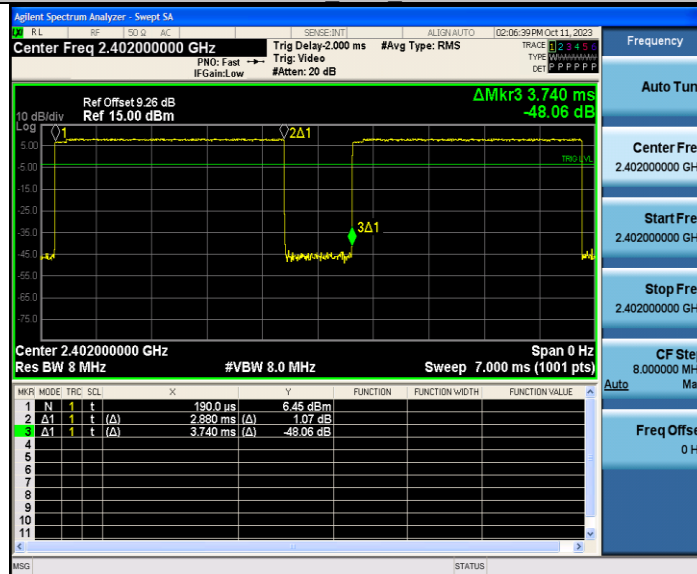 Agilent Spectrum Analyzer - Swept SA
RL RF 50 Ω AC SENSE:INT ALIGN AUTO 02:06:39 PM Oct 11, 2023
Center Freq 2.402000000 GHz
PNO: Fast
IFGain:Low
Trig Delay-2.000 ms #Avg Type: RMS
Trig: Video
#Atten: 20 dB
TRACE 1 2 3 4 5 6
TYPE
DET P P P P P P
Ref Offset 9.26 dB
10 dB/div Ref 15.00 dBm
Log
ΔMkr3 3.740 ms
-48.06 dB
1
2Δ1
3Δ1
TRIG LVL
5.00
-5.00
-15.0
-25.0
-35.0
-45.0
-55.0
-65.0
-75.0
Center 2.402000000 GHz Span 0 Hz
Res BW 8 MHz #VBW 8.0 MHz Sweep 7.000 ms (1001 pts)
MKR MODE TRC SCL X Y FUNCTION FUNCTION WIDTH FUNCTION VALUE
1 N 1 t 190.0 µs 6.45 dBm
2 Δ1 1 t (Δ) 2.880 ms (Δ) 1.07 dB
3 Δ1 1 t (Δ) 3.740 ms (Δ) -48.06 dB
4
5
6
7
8
9
10
11
MSG STATUS
Frequency
Auto Tun
Center Fre
2.402000000 GH
Start Fre
2.402000000 GH
Stop Fre
2.402000000 GH
CF Ste
8.000000 MH
Auto Ma
Freq Offse
0 H